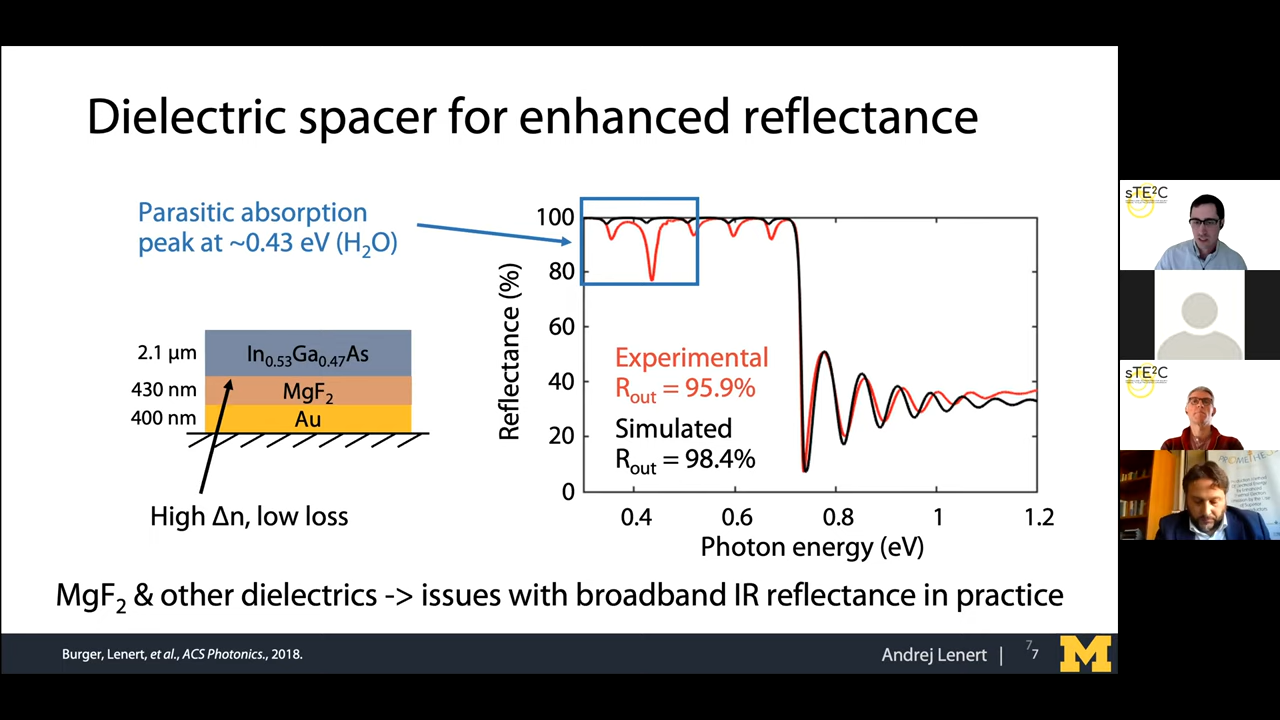 Dielectric spacer for enhanced reflectance
Parasitic absorption
peak at ~0.43 eV (H₂O)
2.1 µm
In₀.₅₃Ga₀.₄₇As
430 nm
MgF₂
400 nm
Au
High Δn, low loss
Reflectance (%)
100
80
60
40
20
0
Experimental
Rout = 95.9%
Simulated
Rout = 98.4%
0.4 0.6 0.8 1 1.2
Photon energy (eV)
MgF₂ & other dielectrics -> issues with broadband IR reflectance in practice
Burger, Lenert, et al., ACS Photonics., 2018.
Andrej Lenert | 7 7
M
sTE²C
sTE²C